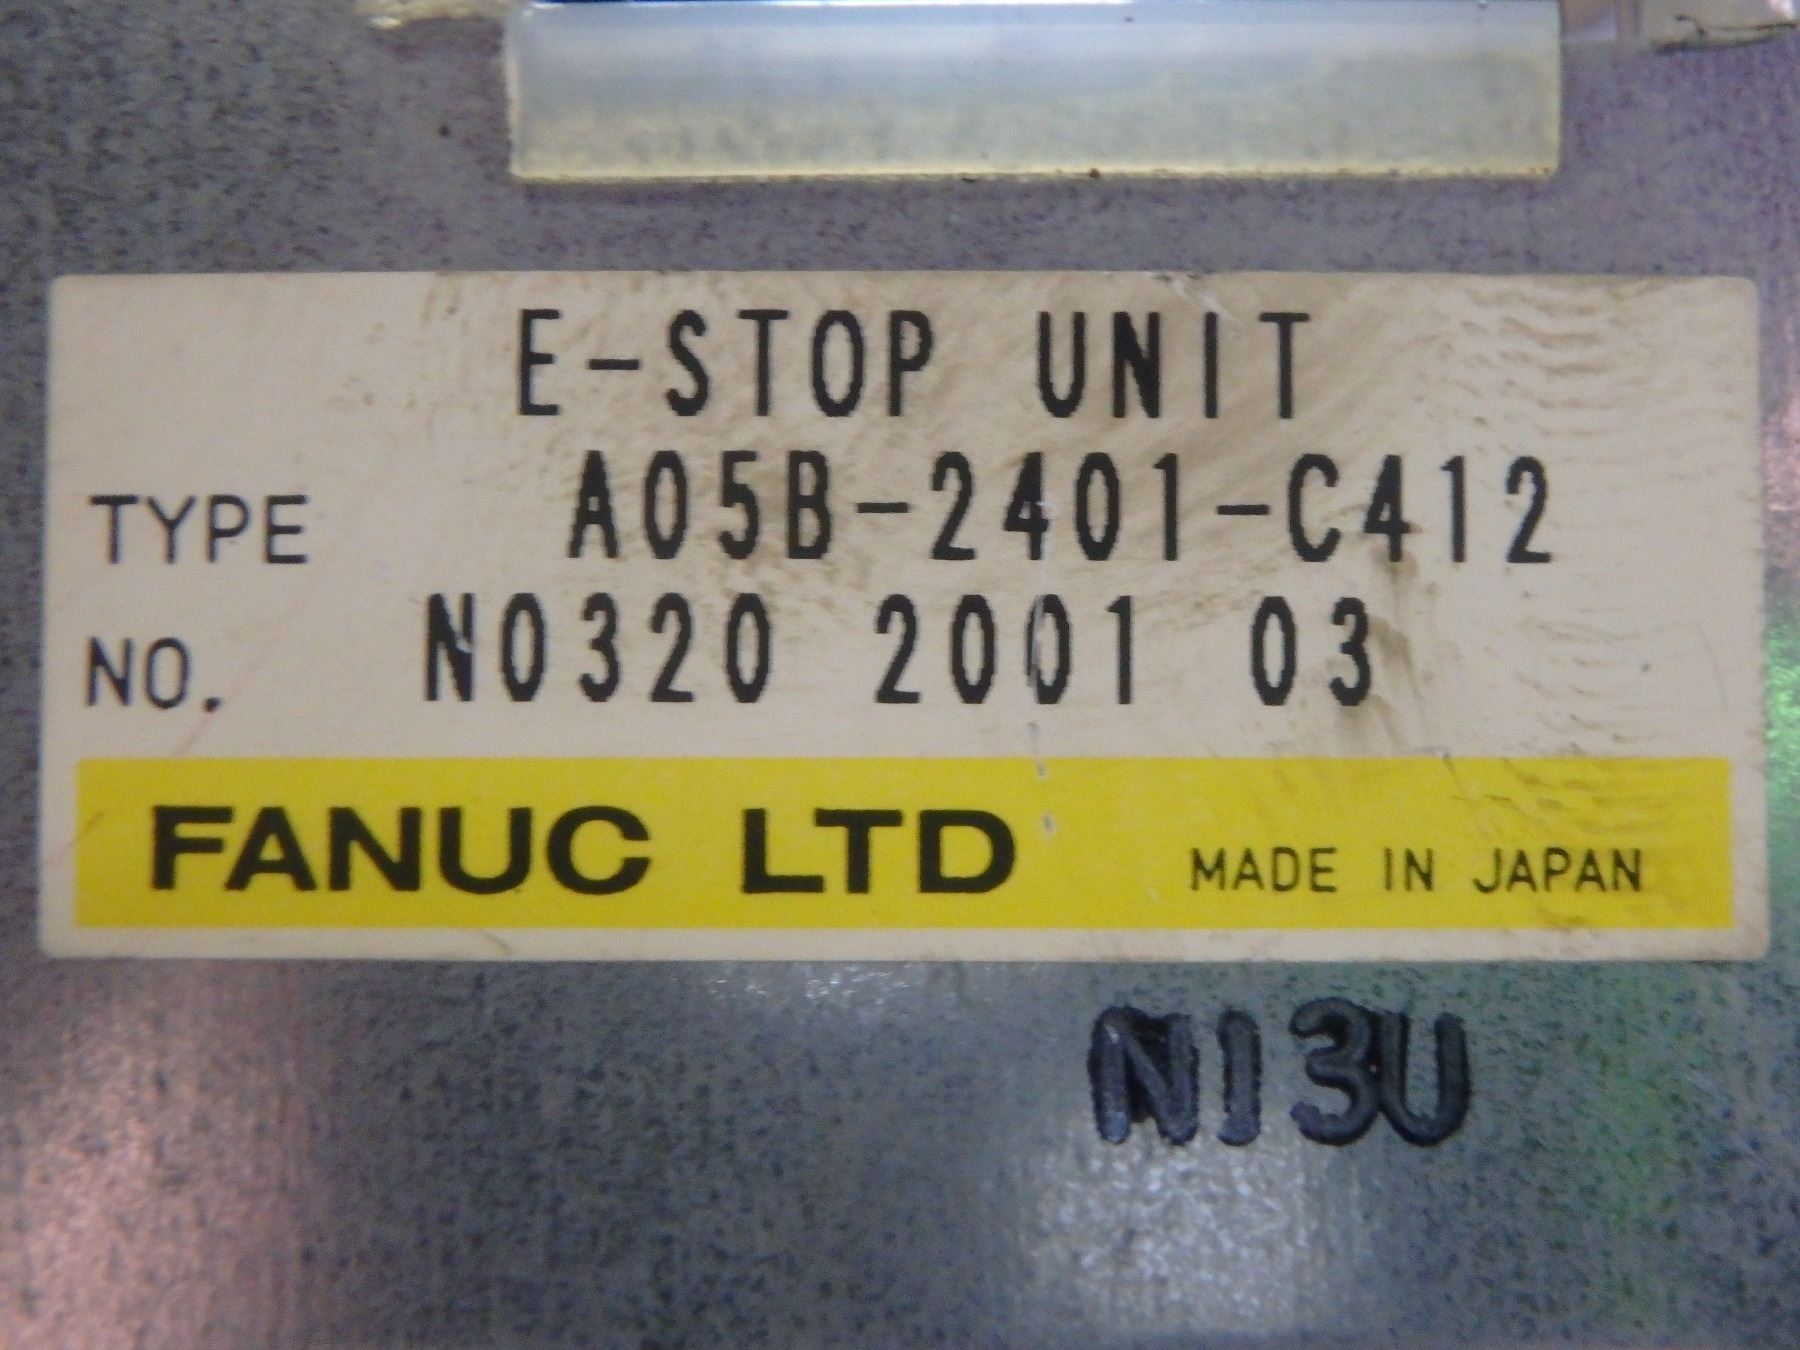 E-STOP UNIT
TYPE A05B-2401-C412
NO. N0320 2001 03
FANUC LTD MADE IN JAPAN
N13U